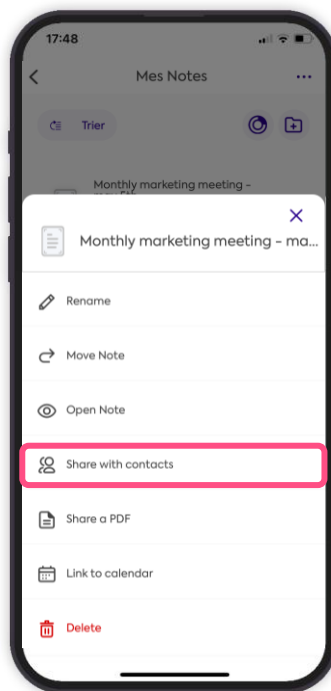 17:48
Mes Notes
Trier
Monthly marketing meeting -
Monthly marketing meeting - ma...
Rename
Move Note
Open Note
Share with contacts
Share a PDF
Link to calendar
Delete